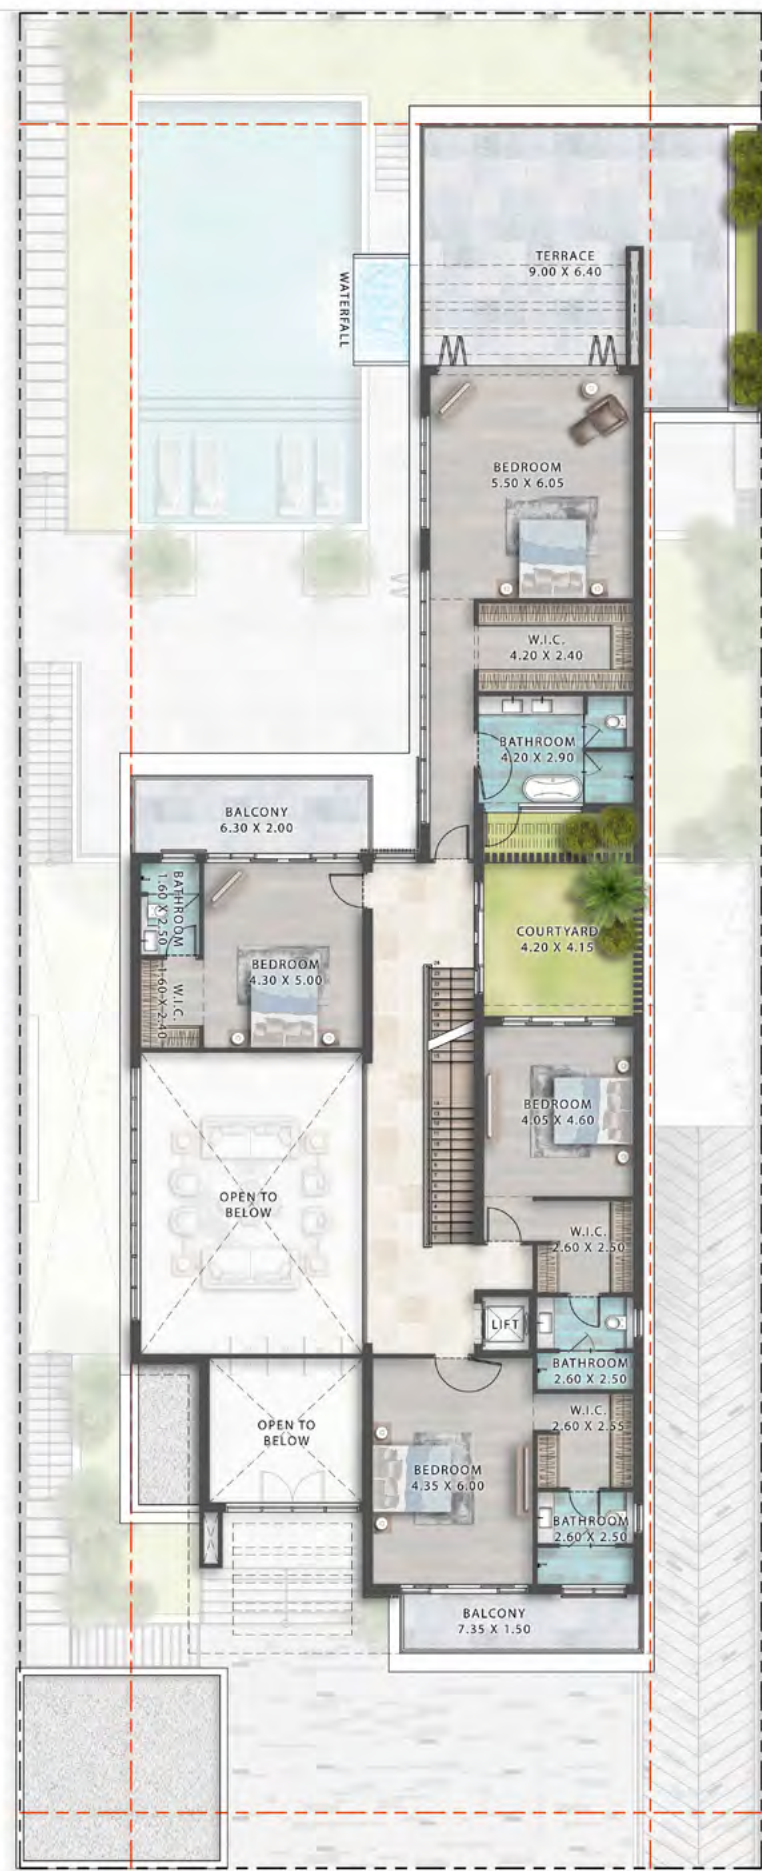 TERRACE
9.00 X 6.40
WATERFALL
BEDROOM
5.50 X 6.05
W.I.C.
4.20 X 2.40
BATHROOM
4.20 X 2.90
BALCONY
6.30 X 2.00
BATHROOM
1.60 X 2.50
W.I.C.
1.60 X 2.40
BEDROOM
4.30 X 5.00
COURTYARD
4.20 X 4.15
BEDROOM
4.05 X 4.60
OPEN TO
BELOW
W.I.C.
2.60 X 2.50
LIFT
BATHROOM
2.60 X 2.50
W.I.C.
2.60 X 2.55
OPEN TO
BELOW
BEDROOM
4.35 X 6.00
BATHROOM
2.60 X 2.50
BALCONY
7.35 X 1.50